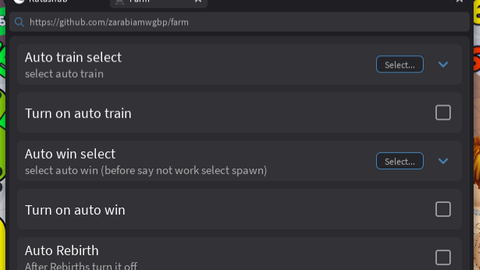 https://github.com/zarabiamwgbp/farm
Auto train select
select auto train
Select...
Turn on auto train
Auto win select
select auto win (before say not work select spawn)
Select...
Turn on auto win
Auto Rebirth
After Rebirths turn it off